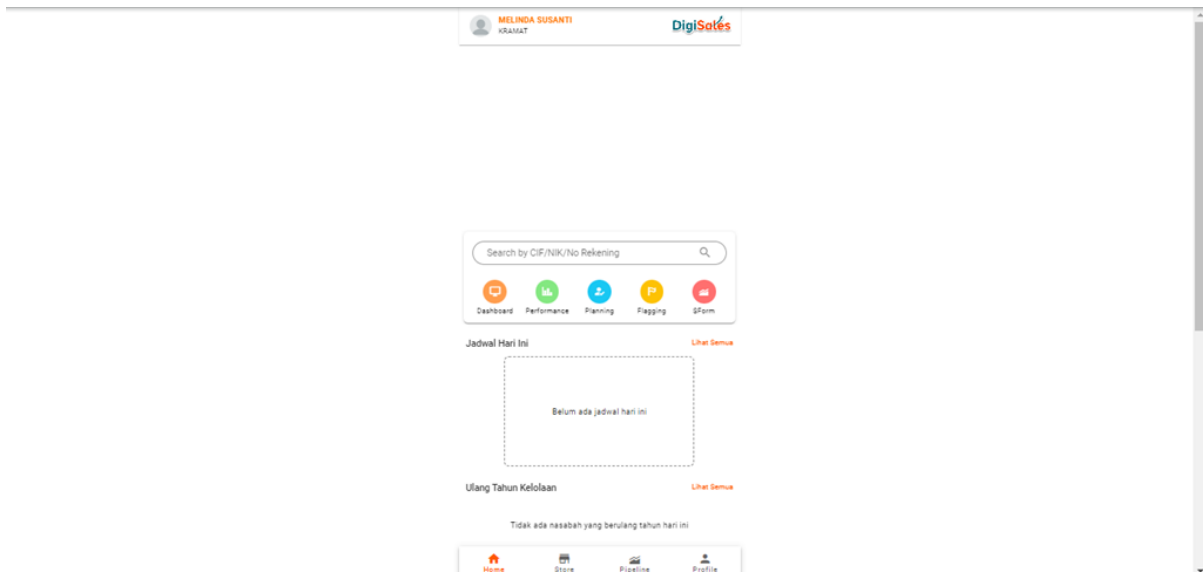 MELINDA SUSANTI
KRAMAT
DigiSales
Search by CIF/NIK/No Rekening
Dashboard Performance Planning Flagging SForm
Jadwal Hari Ini Lihat Semua
Belum ada jadwal hari ini
Ulang Tahun Kelolaan Lihat Semua
Tidak ada nasabah yang berulang tahun hari ini
Home Store Pipeline Profile